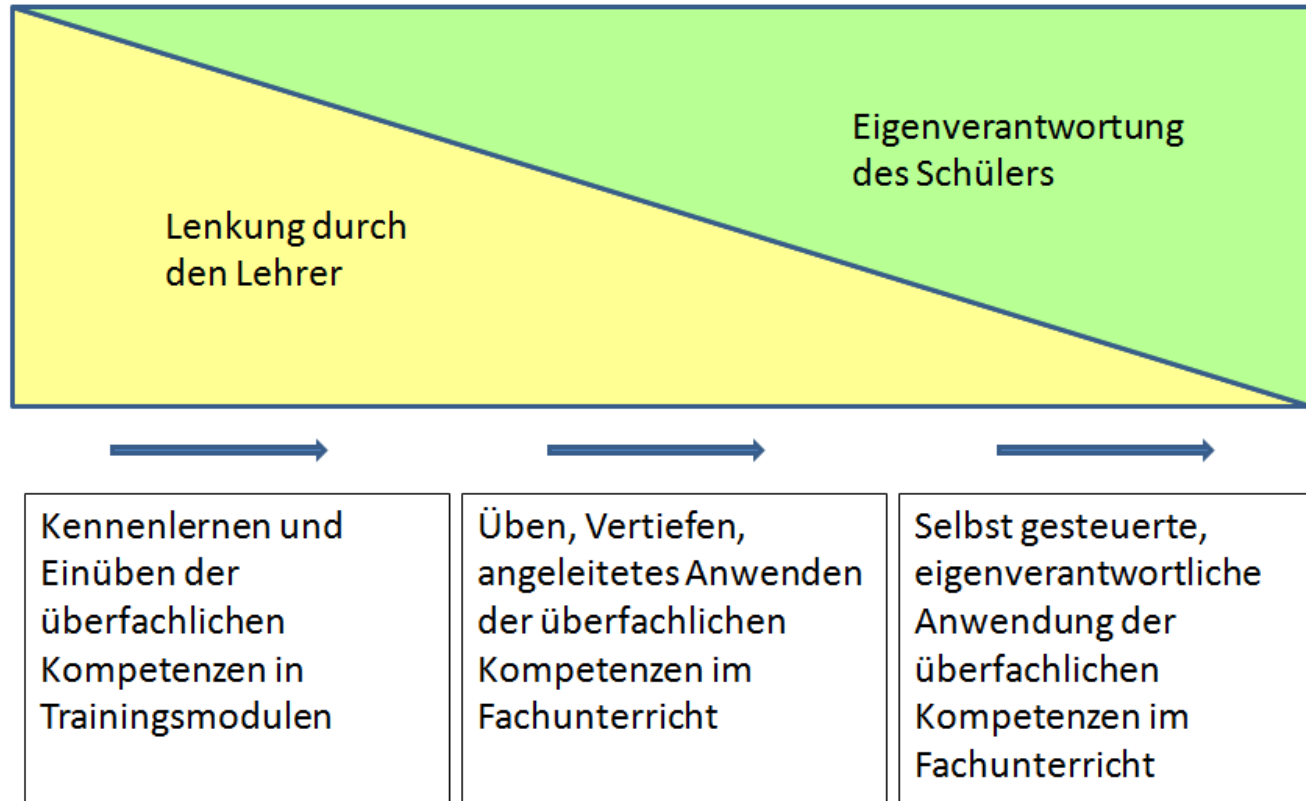 Eigenverantwortung
des Schülers
Lenkung durch
den Lehrer
Kennenlernen und
Einüben der
überfachlichen
Kompetenzen in
Trainingsmodulen
Üben, Vertiefen,
angeleitetes Anwenden
der überfachlichen
Kompetenzen im
Fachunterricht
Selbst gesteuerte,
eigenverantwortliche
Anwendung der
überfachlichen
Kompetenzen im
Fachunterricht